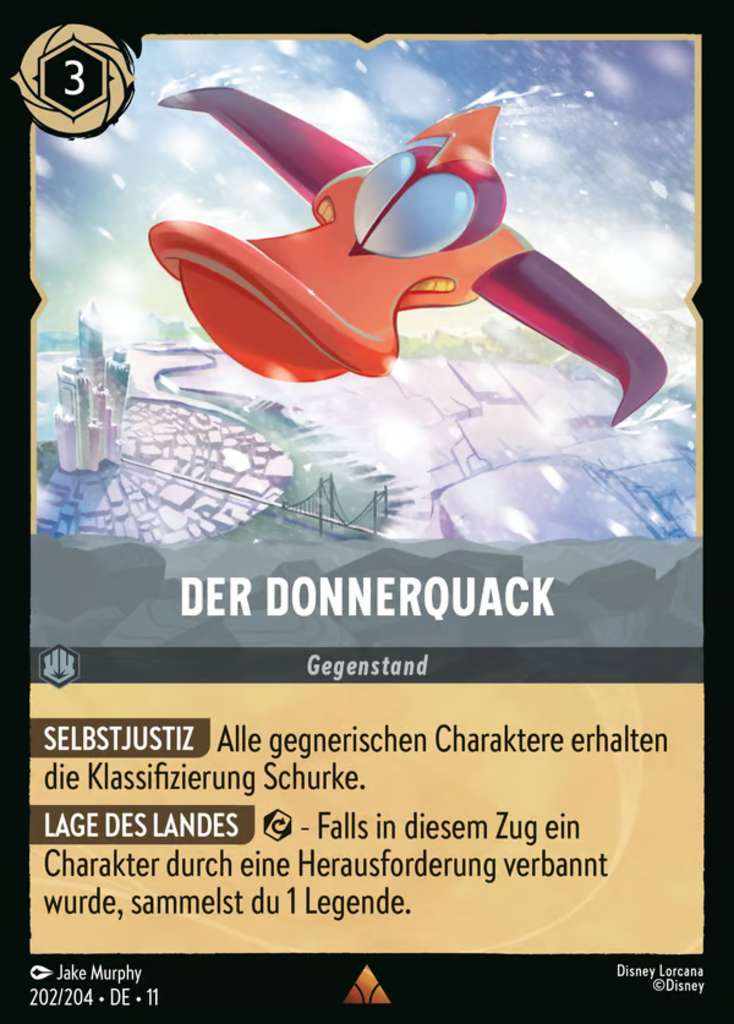 3
DER DONNERQUACK
Gegenstand
SELBSTJUSTIZ Alle gegnerischen Charaktere erhalten
die Klassifizierung Schurke.
LAGE DES LANDES - Falls in diesem Zug ein
Charakter durch eine Herausforderung verbannt
wurde, sammelst du 1 Legende.
Jake Murphy
202/204 • DE • 11
Disney Lorcana
©Disney